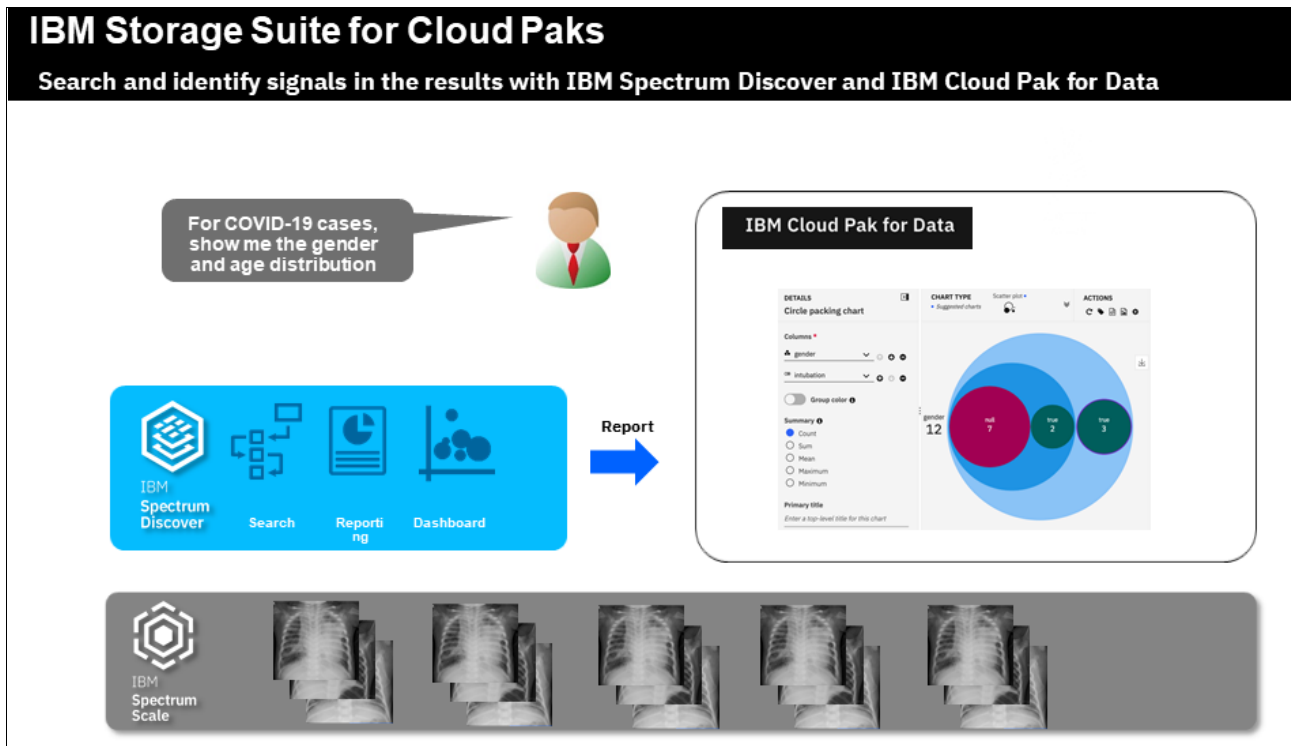 IBM Storage Suite for Cloud Paks
Search and identify signals in the results with IBM Spectrum Discover and IBM Cloud Pak for Data
For COVID-19 cases,
show me the gender
and age distribution
IBM Cloud Pak for Data
DETAILS
Circle packing chart
CHART TYPE
• Suggested charts
Scatter plot •
ACTIONS
Columns *
gender
intubation
Group color
Summary
Count
Sum
Mean
Maximum
Minimum
Primary title
Enter a top-level title for this chart
gender
12
null
7
true
2
true
3
IBM
Spectrum
Discover
Search
Reporti
ng
Dashboard
Report
IBM
Spectrum
Scale